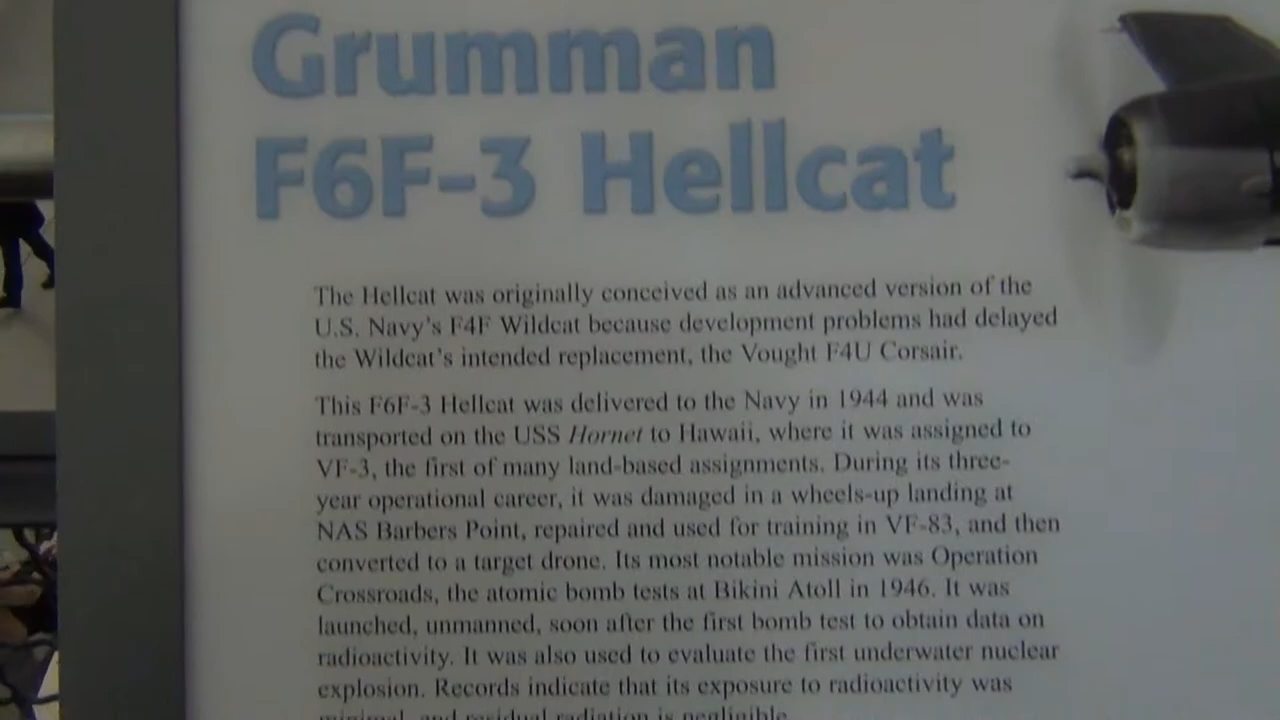 Grumman
F6F-3 Hellcat
The Hellcat was originally conceived as an advanced version of the
U.S. Navy's F4F Wildcat because development problems had delayed
the Wildcat's intended replacement, the Vought F4U Corsair.
This F6F-3 Hellcat was delivered to the Navy in 1944 and was
transported on the USS Hornet to Hawaii, where it was assigned to
VF-3, the first of many land-based assignments. During its three-
year operational career, it was damaged in a wheels-up landing at
NAS Barbers Point, repaired and used for training in VF-83, and then
converted to a target drone. Its most notable mission was Operation
Crossroads, the atomic bomb tests at Bikini Atoll in 1946. It was
launched, unmanned, soon after the first bomb test to obtain data on
radioactivity. It was also used to evaluate the first underwater nuclear
explosion. Records indicate that its exposure to radioactivity was
minimal, and residual radiation is negligible.